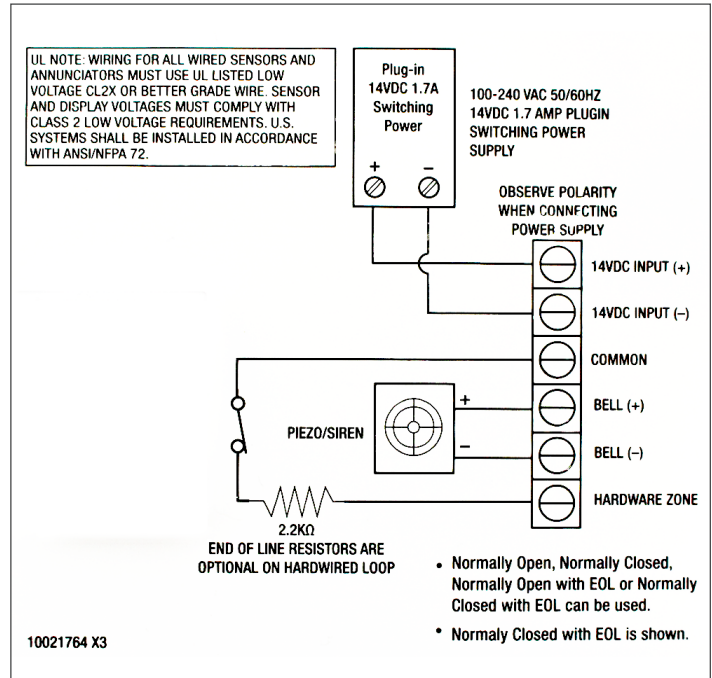 UL NOTE: WIRING FOR ALL WIRED SENSORS AND
ANNUNCIATORS MUST USE UL LISTED LOW
VOLTAGE CL2X OR BETTER GRADE WIRE. SENSOR
AND DISPLAY VOLTAGES MUST COMPLY WITH
CLASS 2 LOW VOLTAGE REQUIREMENTS. U.S.
SYSTEMS SHALL BE INSTALLED IN ACCORDANCE
WITH ANSI/NFPA 72.
Plug-in
14VDC 1.7A
Switching
Power
+ −
100-240 VAC 50/60HZ
14VDC 1.7 AMP PLUGIN
SWITCHING POWER
SUPPLY
OBSERVE POLARITY
WHEN CONNECTING
POWER SUPPLY
14VDC INPUT (+)
14VDC INPUT (–)
COMMON
BELL (+)
BELL (–)
HARDWARE ZONE
PIEZO/SIREN
+
−
2.2KΩ
END OF LINE RESISTORS ARE
OPTIONAL ON HARDWIRED LOOP
• Normally Open, Normally Closed,
Normally Open with EOL or Normally
Closed with EOL can be used.
• Normaly Closed with EOL is shown.
10021764 X3